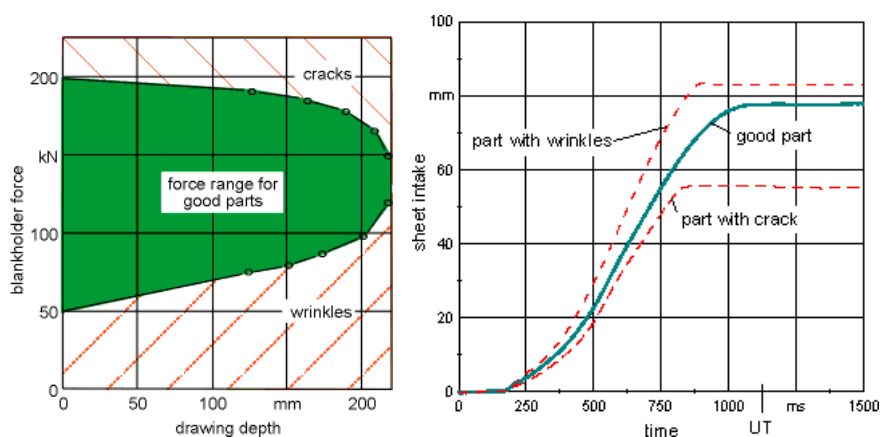 200
kN
100
50
0
blankholder force
cracks
force range for
good parts
wrinkles
0
50
100
mm
200
drawing depth
100
mm
60
40
20
0
sheet intake
part with wrinkles
good part
part with crack
0
250
500
750
1000
ms
1500
time
UT